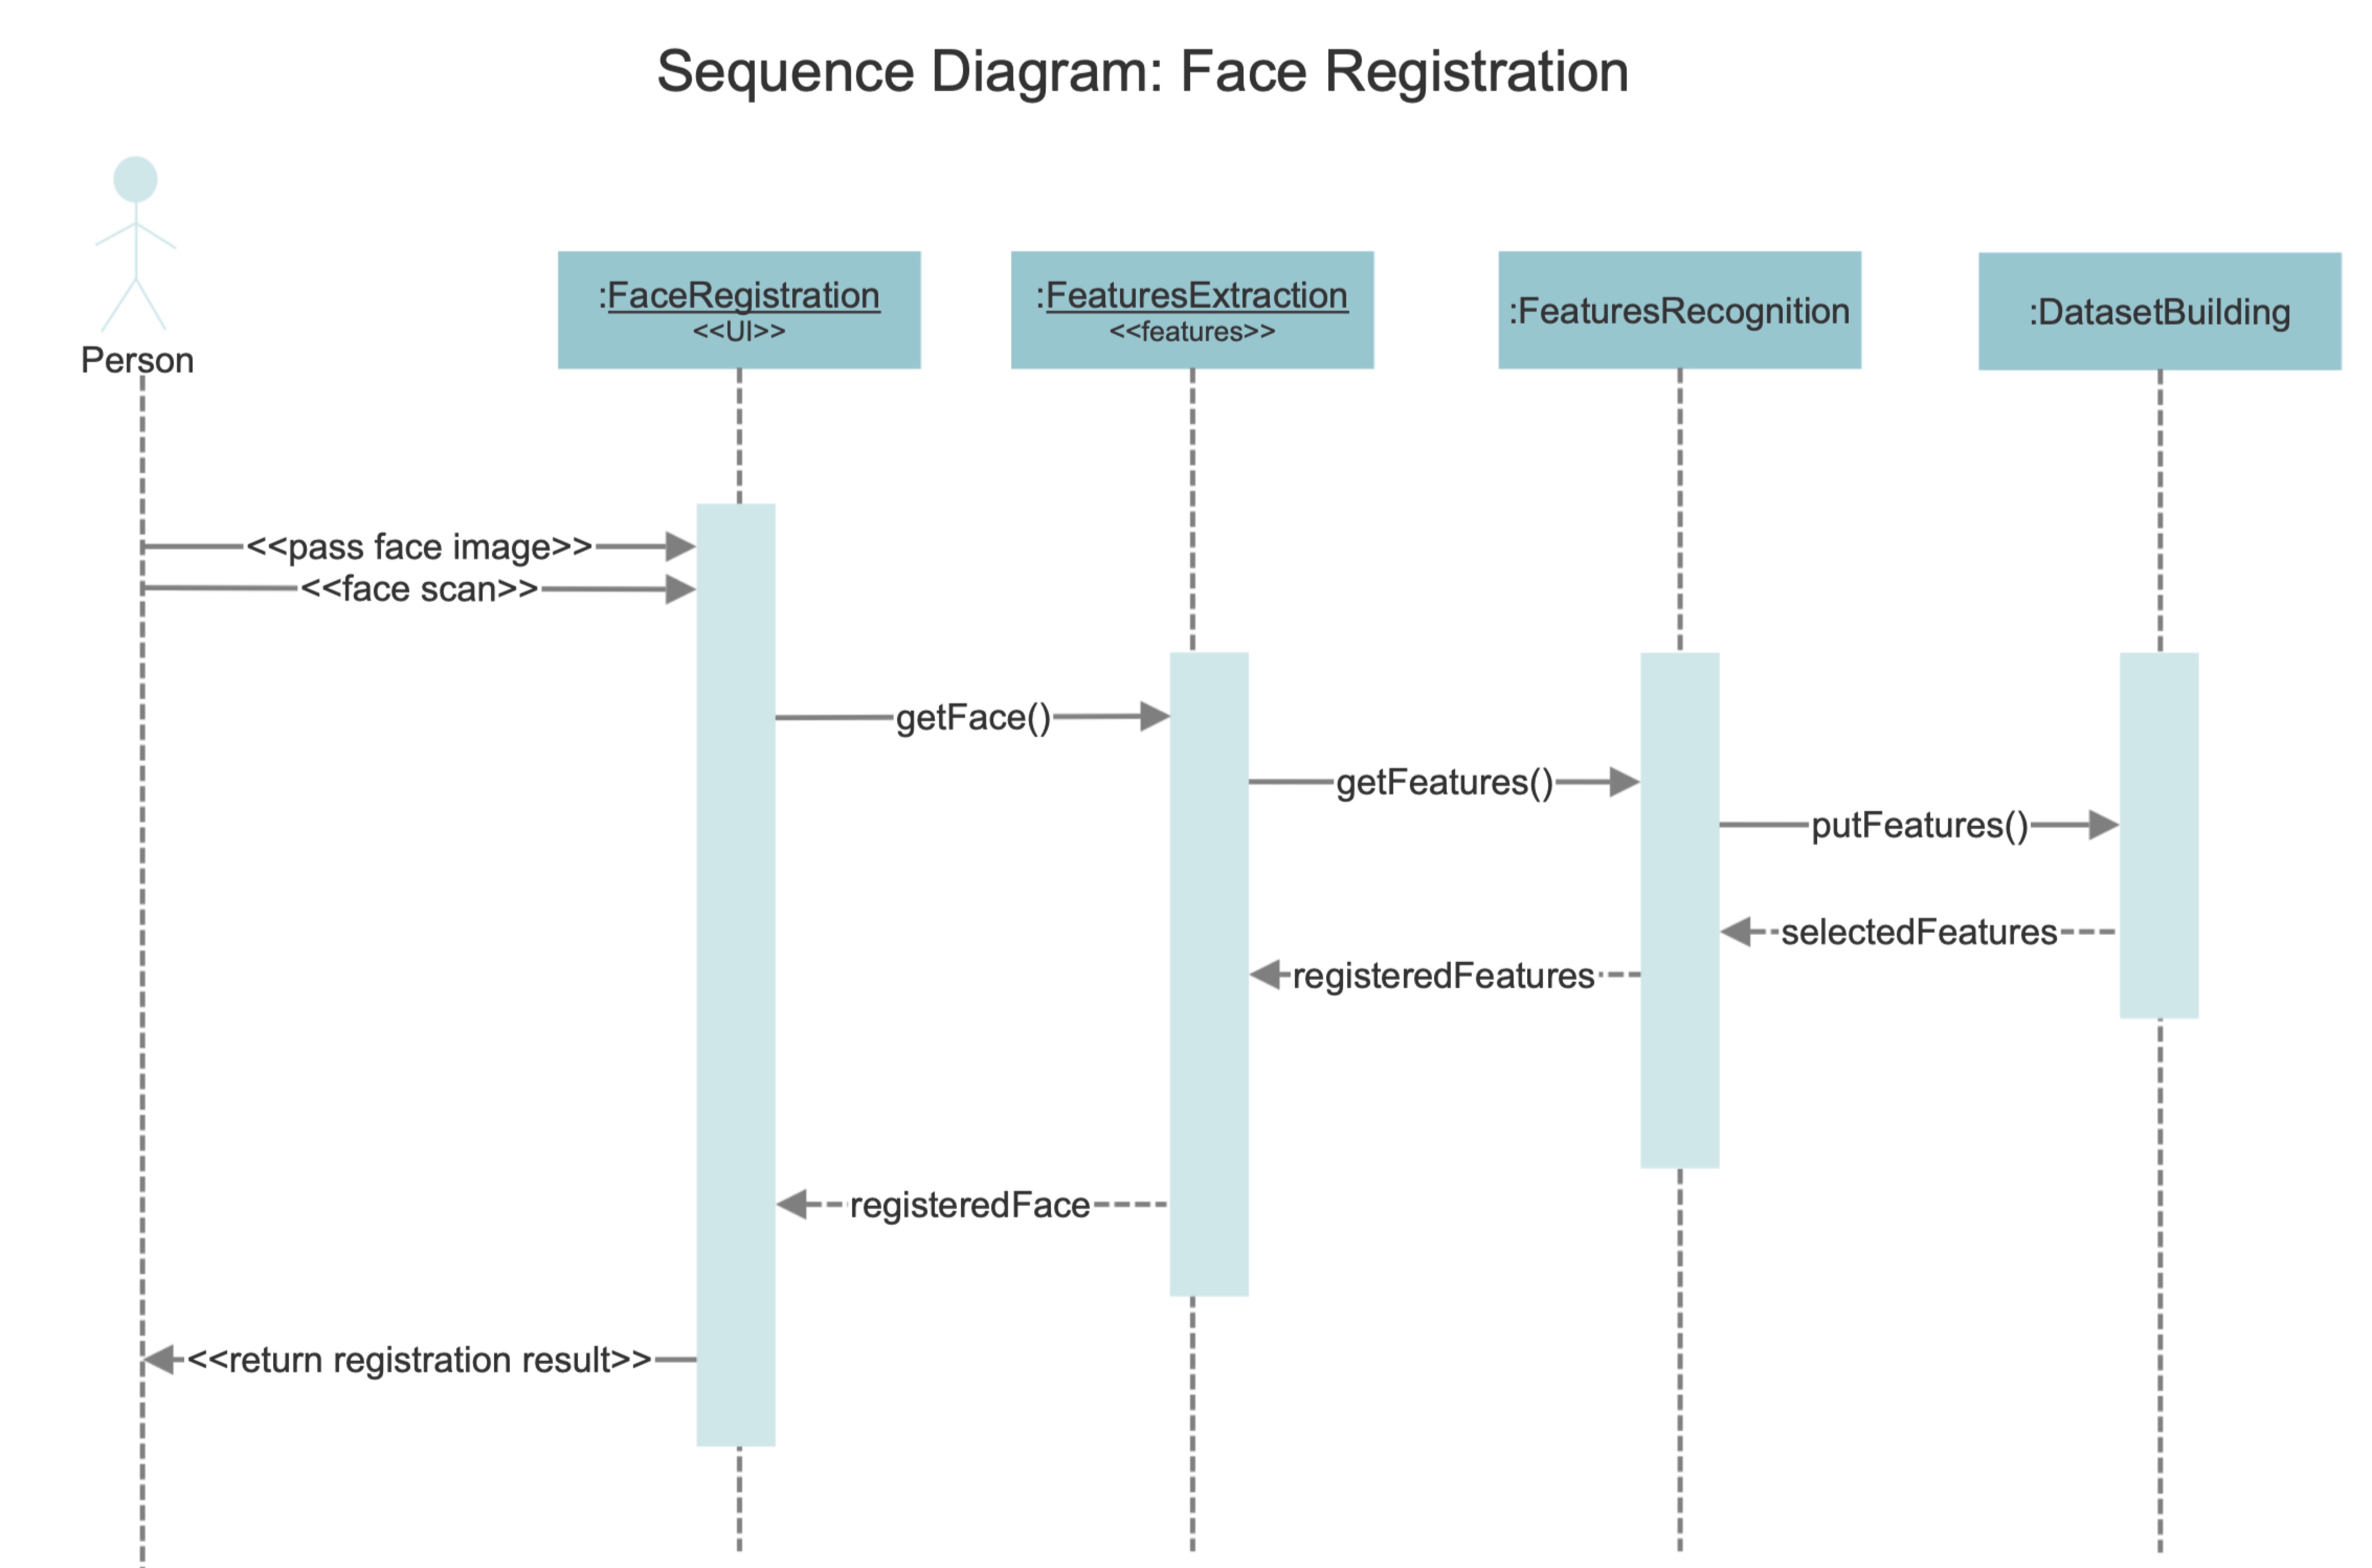 Sequence Diagram: Face Registration
Person
:FaceRegistration
<<UI>>
:FeaturesExtraction
<<features>>
:FeaturesRecognition
:DatasetBuilding
<<pass face image>>
<<face scan>>
getFace()
getFeatures()
putFeatures()
selectedFeatures
registeredFeatures
registeredFace
<<return registration result>>